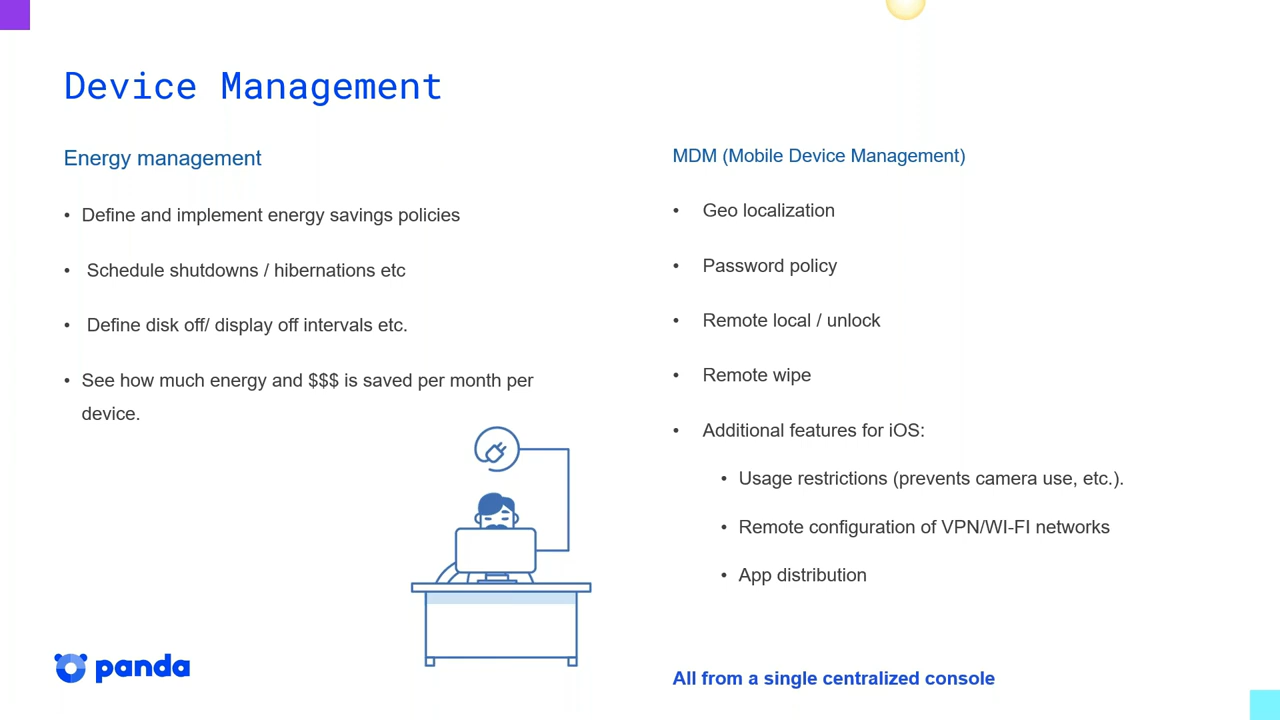 Device Management
Energy management
• Define and implement energy savings policies
• Schedule shutdowns / hibernations etc
• Define disk off/ display off intervals etc.
• See how much energy and $$$ is saved per month per
device.
MDM (Mobile Device Management)
• Geo localization
• Password policy
• Remote local / unlock
• Remote wipe
• Additional features for iOS:
• Usage restrictions (prevents camera use, etc.).
• Remote configuration of VPN/WI-FI networks
• App distribution
panda
All from a single centralized console